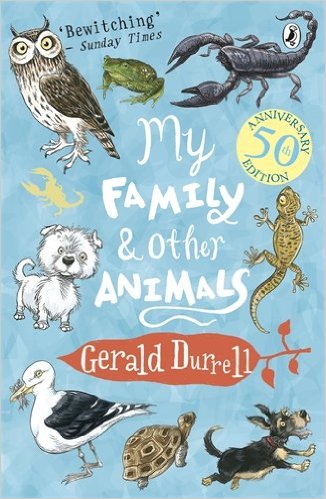 'Bewitching'
– Sunday Times
My
FAMILY
& Other
ANIMALS
ANNIVERSARY
50th
EDITION
Gerald Durrell